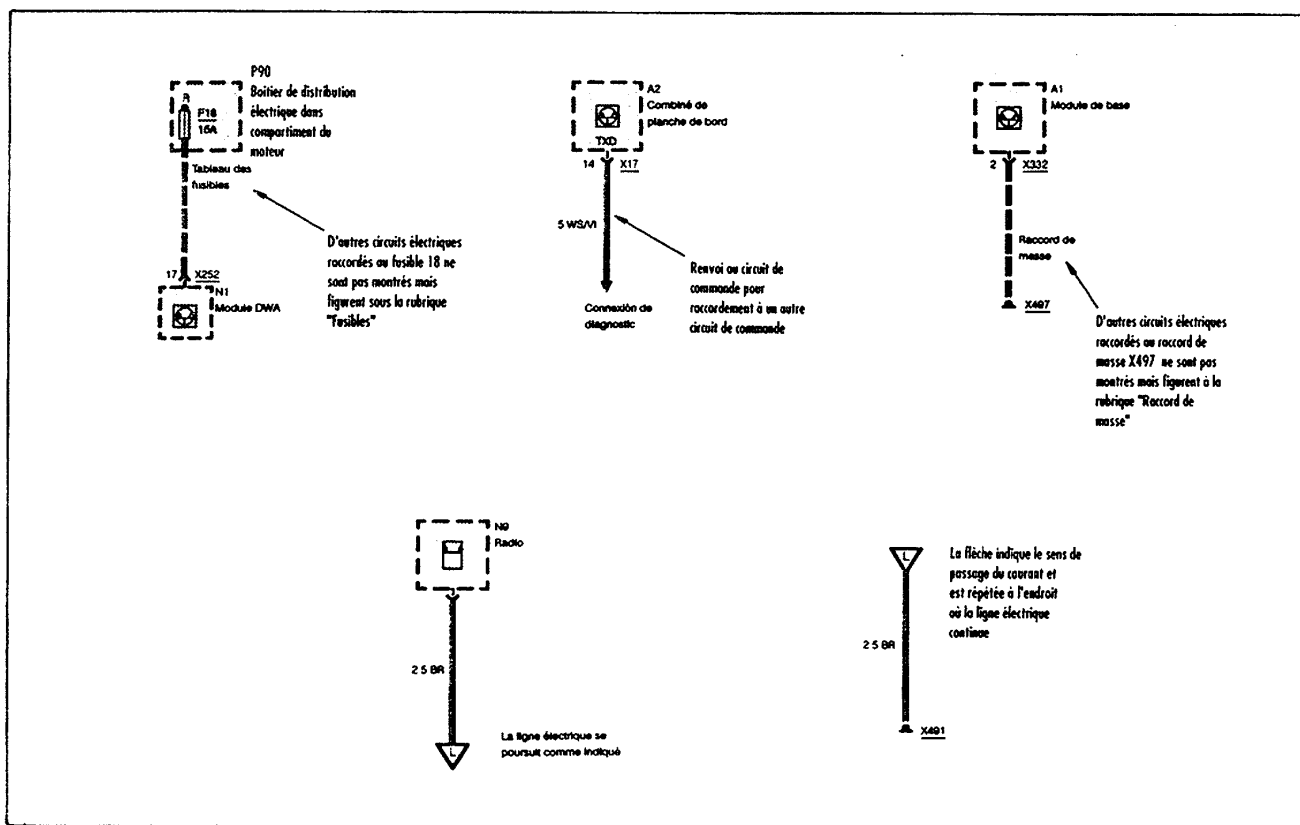 P90
Boitier de distribution
électrique dans
compartiment du
moteur
F18
15A
Tableau des
fusibles
D'autres circuits électriques
raccordés au fusible 18 ne
sont pas montrés mais
figurent sous la rubrique
"Fusibles"
17
X252
N1
Module DWA
A2
Combiné de
planche de bord
TXD
14
X17
5 WS/VI
Renvoi au circuit de
commande pour
raccordement à un autre
circuit de commande
Connexión de
diagnostic
A1
Module de base
2
X332
Raccord de
masse
X497
D'autres circuits électriques
raccordés au raccord de
masse X497 ne sont pas
montrés mais figurent à la
rubrique "Raccord de
masse"
N9
Radio
2 5 BR
L
La ligne électrique se
poursuit comme indiqué
L
La flèche indique le sens de
passage du courant et
est répétée à l'endroit
où la ligne électrique
continue
2 5 BR
X491